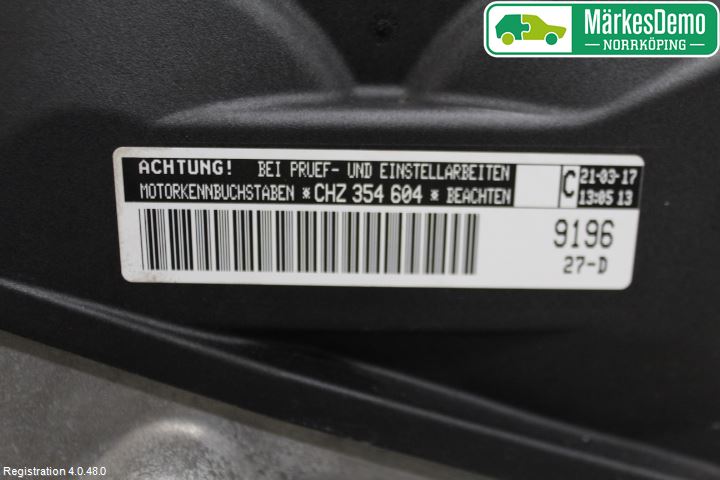 MärkesDemo
NORRKÖPING
ACHTUNG! BEI PRUEF- UND EINSTELLARBEITEN
MOTORKENNBUCHSTABEN *CHZ 354 604* BEACHTEN
C
21-03-17
13:05 13
9196
27-D
Registration 4.0.48.0